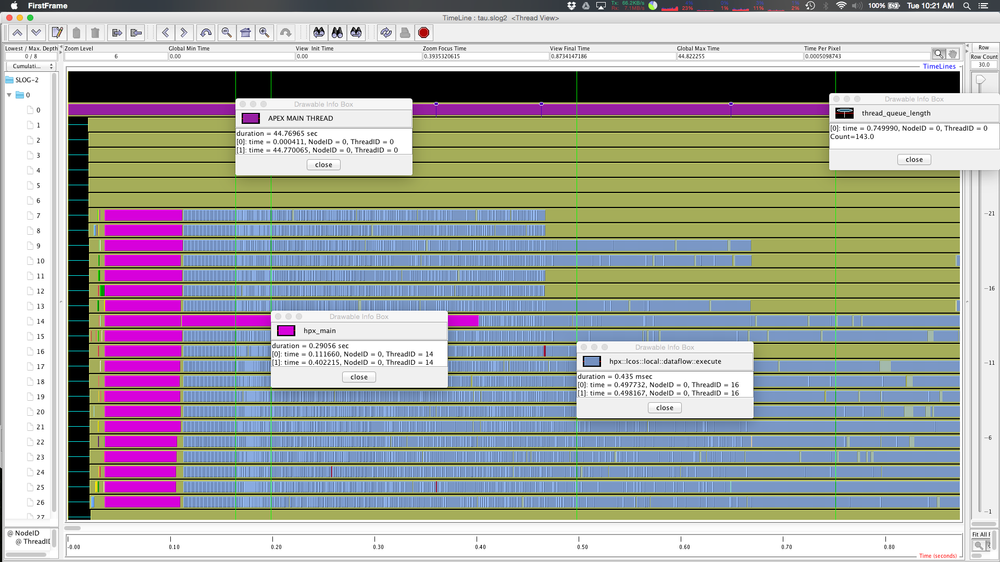 FirstFrame
Tx: 66.2KB/s
Rx: 7.1MB/s
23%
1%
11%
2%
100%
Tue 10:21 AM
TimeLine : tau.slog2 <Thread View>
Lowest / Max. Depth
0 / 8
Zoom Level
6
Global Min Time
0.00
View Init Time
0.00
Zoom Focus Time
0.3935320615
View Final Time
0.8734147186
Global Max Time
44.822255
Time Per Pixel
0.0005098743
Row
Row Count
30.0
Cumulati...
TimeLines
SLOG-2
0
0
1
2
3
4
5
6
7
8
9
10
11
12
13
14
15
16
17
18
19
20
21
22
23
24
25
26
27
Drawable Info Box
APEX MAIN THREAD
duration = 44.76965 sec
[0]: time = 0.000411, NodeID = 0, ThreadID = 0
[1]: time = 44.770065, NodeID = 0, ThreadID = 0
close
Drawable Info Box
thread_queue_length
[0]: time = 0.749990, NodeID = 0, ThreadID = 0
Count=143.0
close
Drawable Info Box
hpx_main
duration = 0.29056 sec
[0]: time = 0.111660, NodeID = 0, ThreadID = 14
[1]: time = 0.402215, NodeID = 0, ThreadID = 14
close
Drawable Info Box
hpx::lcos::local::dataflow::execute
duration = 0.435 msec
[0]: time = 0.497732, NodeID = 0, ThreadID = 16
[1]: time = 0.498167, NodeID = 0, ThreadID = 16
close
-21
-16
-11
-6
-1
@ NodeID
@ ThreadID
Fit All
-0.00
0.10
0.20
0.30
0.40
0.50
0.60
0.70
0.80
Time (seconds)